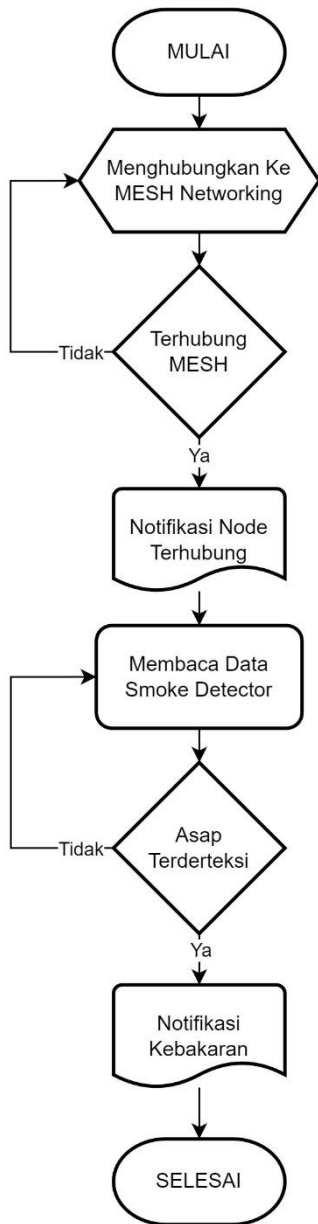 MULAI
Menghubungkan Ke
MESH Networking
Terhubung
MESH
Tidak
Ya
Notifikasi Node
Terhubung
Membaca Data
Smoke Detector
Asap
Terderteksi
Tidak
Ya
Notifikasi
Kebakaran
SELESAI